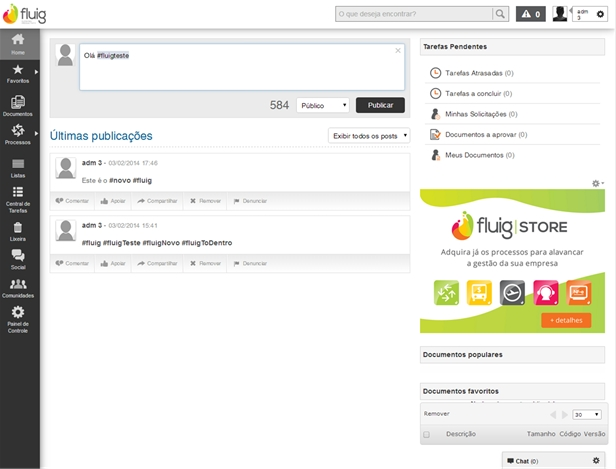 fluig
O que deseja encontrar?
0
adm 3
Home
Favoritos
Documentos
Processos
Listas
Central de Tarefas
Lixeira
Social
Comunidades
Painel de Controle
Olá #fluigteste
584
Público
Publicar
Últimas publicações
Exibir todos os posts
adm 3 - 03/02/2014 17:46
Este é o #novo #fluig
Comentar
Apoiar
Compartilhar
Remover
Denunciar
adm 3 - 03/02/2014 15:41
#fluig #fluigTeste #fluigNovo #fluigToDentro
Comentar
Apoiar
Compartilhar
Remover
Denunciar
Tarefas Pendentes
Tarefas Atrasadas (0)
Tarefas a concluir (0)
Minhas Solicitações (0)
Documentos a aprovar (0)
Meus Documentos (0)
fluig|STORE
Adquira já os processos para alavancar
a gestão da sua empresa
+ detalhes
Documentos populares
Documentos favoritos
Remover
30
Descrição
Tamanho
Código
Versão
Chat (0)